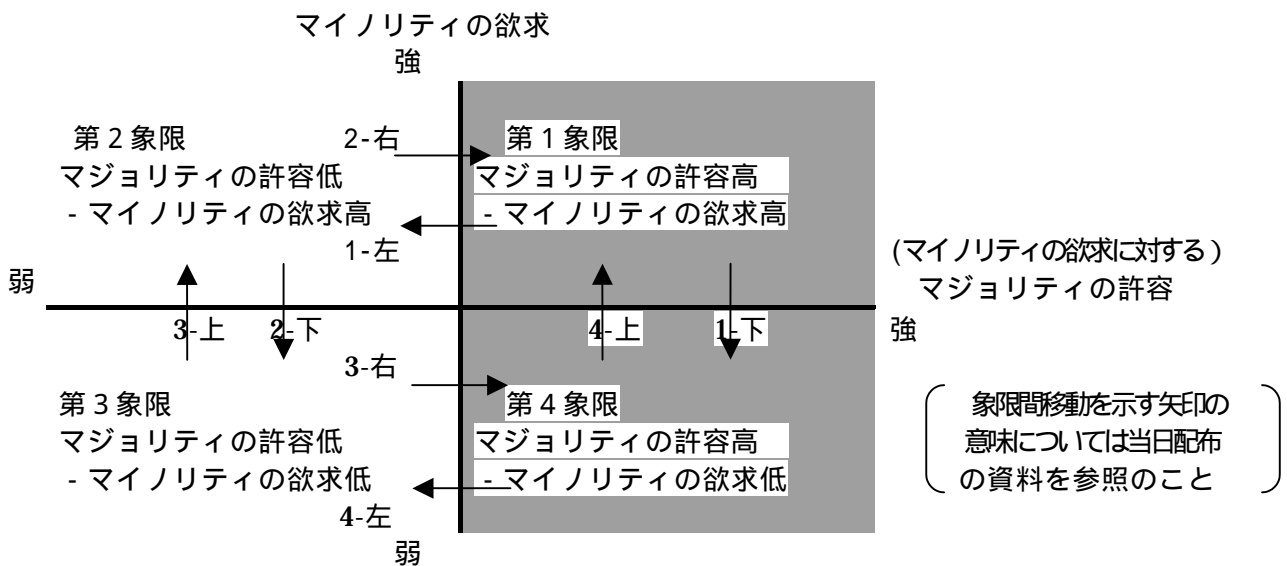 マイノリティの欲求
強
第2象限
マジョリティの許容低
- マイノリティの欲求高
2-右
第1象限
マジョリティの許容高
- マイノリティの欲求高
1-左
弱
(マイノリティの欲求に対する)
マジョリティの許容
強
3-上
2-下
4-上
1-下
3-右
第3象限
マジョリティの許容低
- マイノリティの欲求低
第4象限
マジョリティの許容高
- マイノリティの欲求低
4-左
弱
象限間移動を示す矢印の
意味については当日配布
の資料を参照のこと